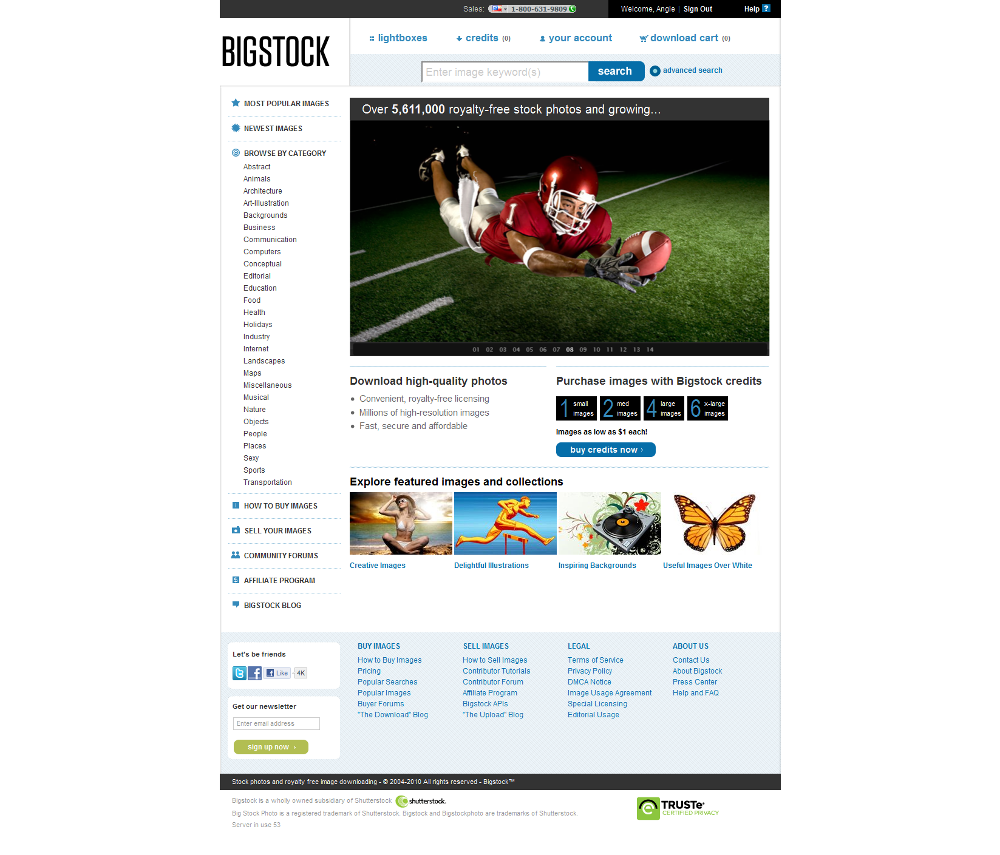 Sales: 1-800-631-9809
Welcome, Angie | Sign Out
Help ?
BIGSTOCK
lightboxes
credits (0)
your account
download cart (0)
Enter image keyword(s)
search
advanced search
MOST POPULAR IMAGES
NEWEST IMAGES
BROWSE BY CATEGORY
Abstract
Animals
Architecture
Art-Illustration
Backgrounds
Business
Communication
Computers
Conceptual
Editorial
Education
Food
Health
Holidays
Industry
Internet
Landscapes
Maps
Miscellaneous
Musical
Nature
Objects
People
Places
Sexy
Sports
Transportation
HOW TO BUY IMAGES
SELL YOUR IMAGES
COMMUNITY FORUMS
AFFILIATE PROGRAM
BIGSTOCK BLOG
Over 5,611,000 royalty-free stock photos and growing...
1
01 02 03 04 05 06 07 08 09 10 11 12 13 14
Download high-quality photos
Convenient, royalty-free licensing
Millions of high-resolution images
Fast, secure and affordable
Purchase images with Bigstock credits
1 small images
2 med images
4 large images
6 x-large images
Images as low as $1 each!
buy credits now ›
Explore featured images and collections
Creative Images
Delightful Illustrations
Inspiring Backgrounds
Useful Images Over White
Let's be friends
Like 4K
Get our newsletter
Enter email address
sign up now ›
BUY IMAGES
How to Buy Images
Pricing
Popular Searches
Popular Images
Buyer Forums
"The Download" Blog
SELL IMAGES
How to Sell Images
Contributor Tutorials
Contributor Forum
Affiliate Program
Bigstock APIs
"The Upload" Blog
LEGAL
Terms of Service
Privacy Policy
DMCA Notice
Image Usage Agreement
Special Licensing
Editorial Usage
ABOUT US
Contact Us
About Bigstock
Press Center
Help and FAQ
Stock photos and royalty free image downloading - © 2004-2010 All rights reserved - Bigstock™
Bigstock is a wholly owned subsidiary of Shutterstock shutterstock.
Big Stock Photo is a registered trademark of Shutterstock. Bigstock and Bigstockphoto are trademarks of Shutterstock.
Server in use 53
TRUSTe
CERTIFIED PRIVACY